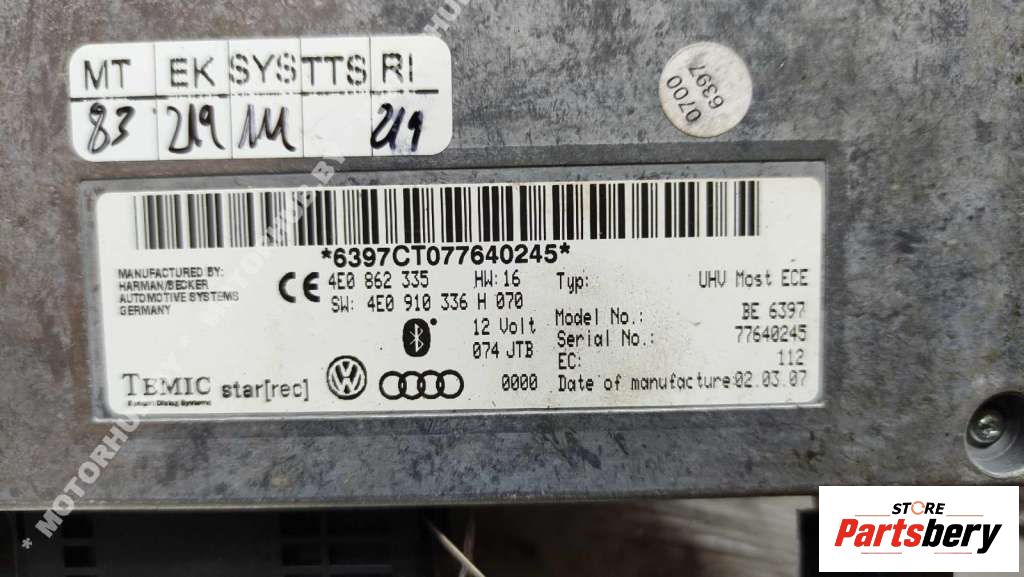 MT EK SYS TTS RI
83 219 111 219
0700
6397
*6397CT077640245*
MANUFACTURED BY:
HARMAN/BECKER
AUTOMOTIVE SYSTEMS
GERMANY
4E0 862 335 HW:16
SW: 4E0 910 336 H 070
12 Volt
074 JTB
0000
Typ: UHV Most ECE
Model No.: BE 6397
Serial No.: 77640245
EC: 112
Date of manufacture:02.03.07
TEMIC star[rec]
STORE
Partsbery
* MOTORHUB.BY